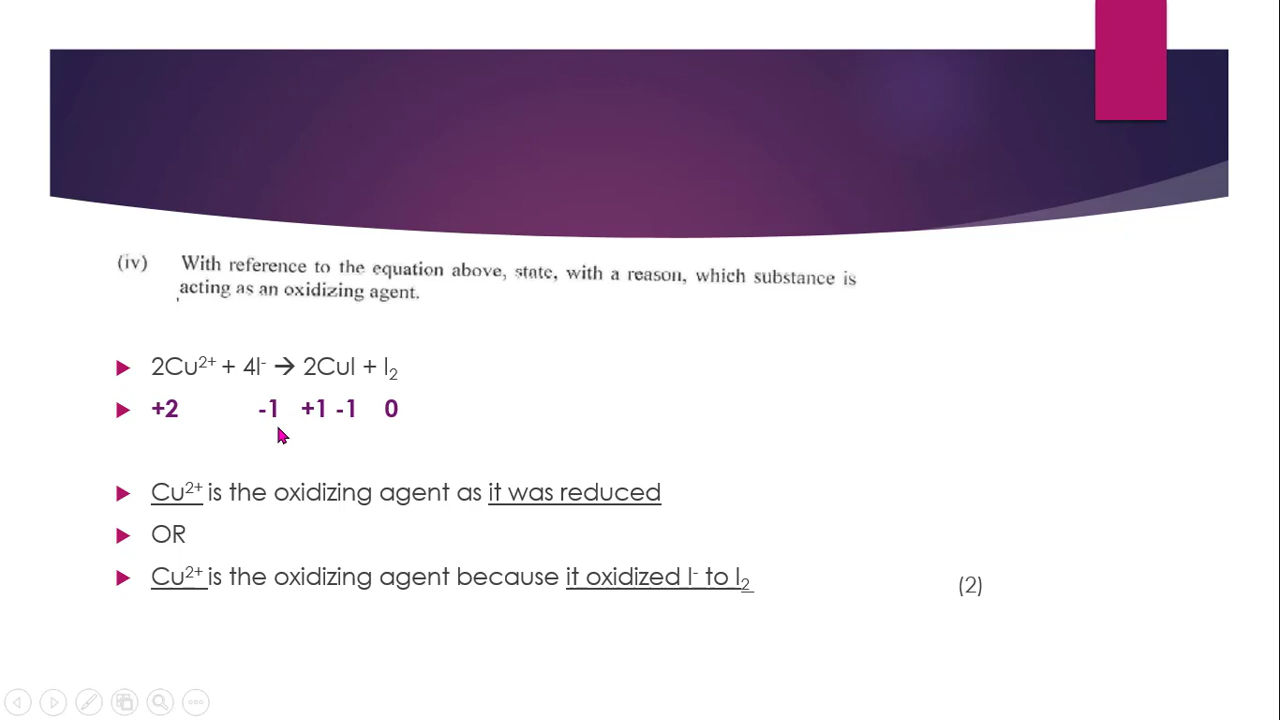 (iv) With reference to the equation above, state, with a reason, which substance is
acting as an oxidizing agent.
2Cu²⁺ + 4I⁻ → 2CuI + I₂
+2 -1 +1 -1 0
Cu²⁺ is the oxidizing agent as it was reduced
OR
Cu²⁺ is the oxidizing agent because it oxidized I⁻ to I₂ (2)